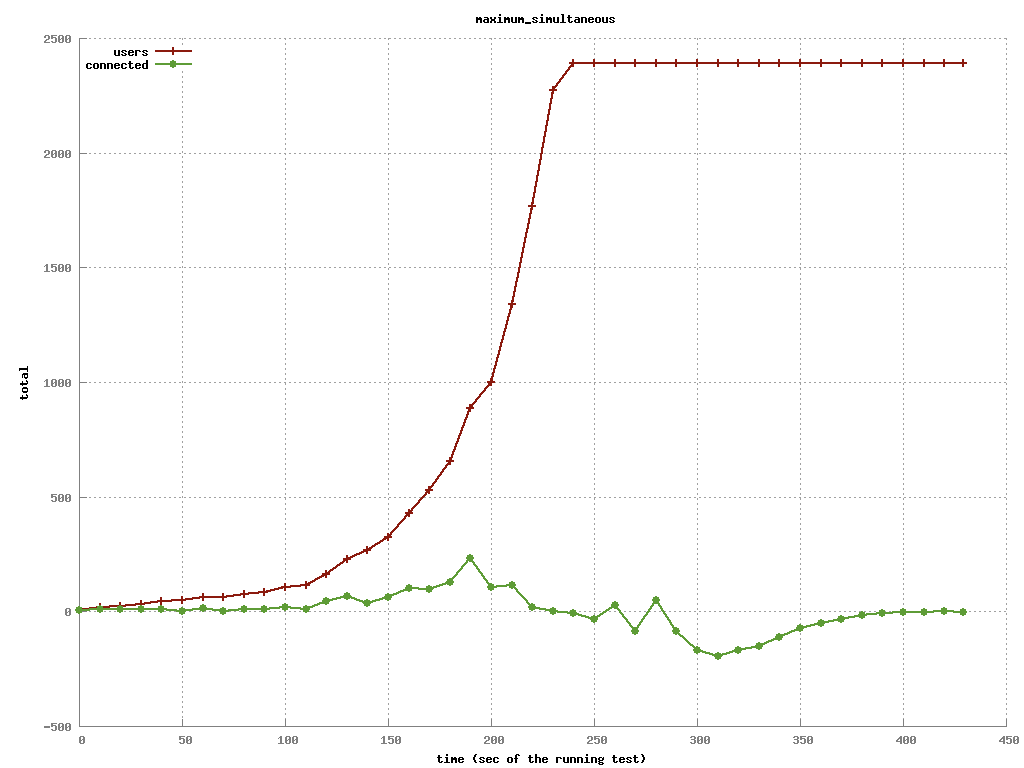 maximum_simultaneous
users
connected
2500
2000
1500
1000
500
0
-500
total
0 50 100 150 200 250 300 350 400 450
time (sec of the running test)